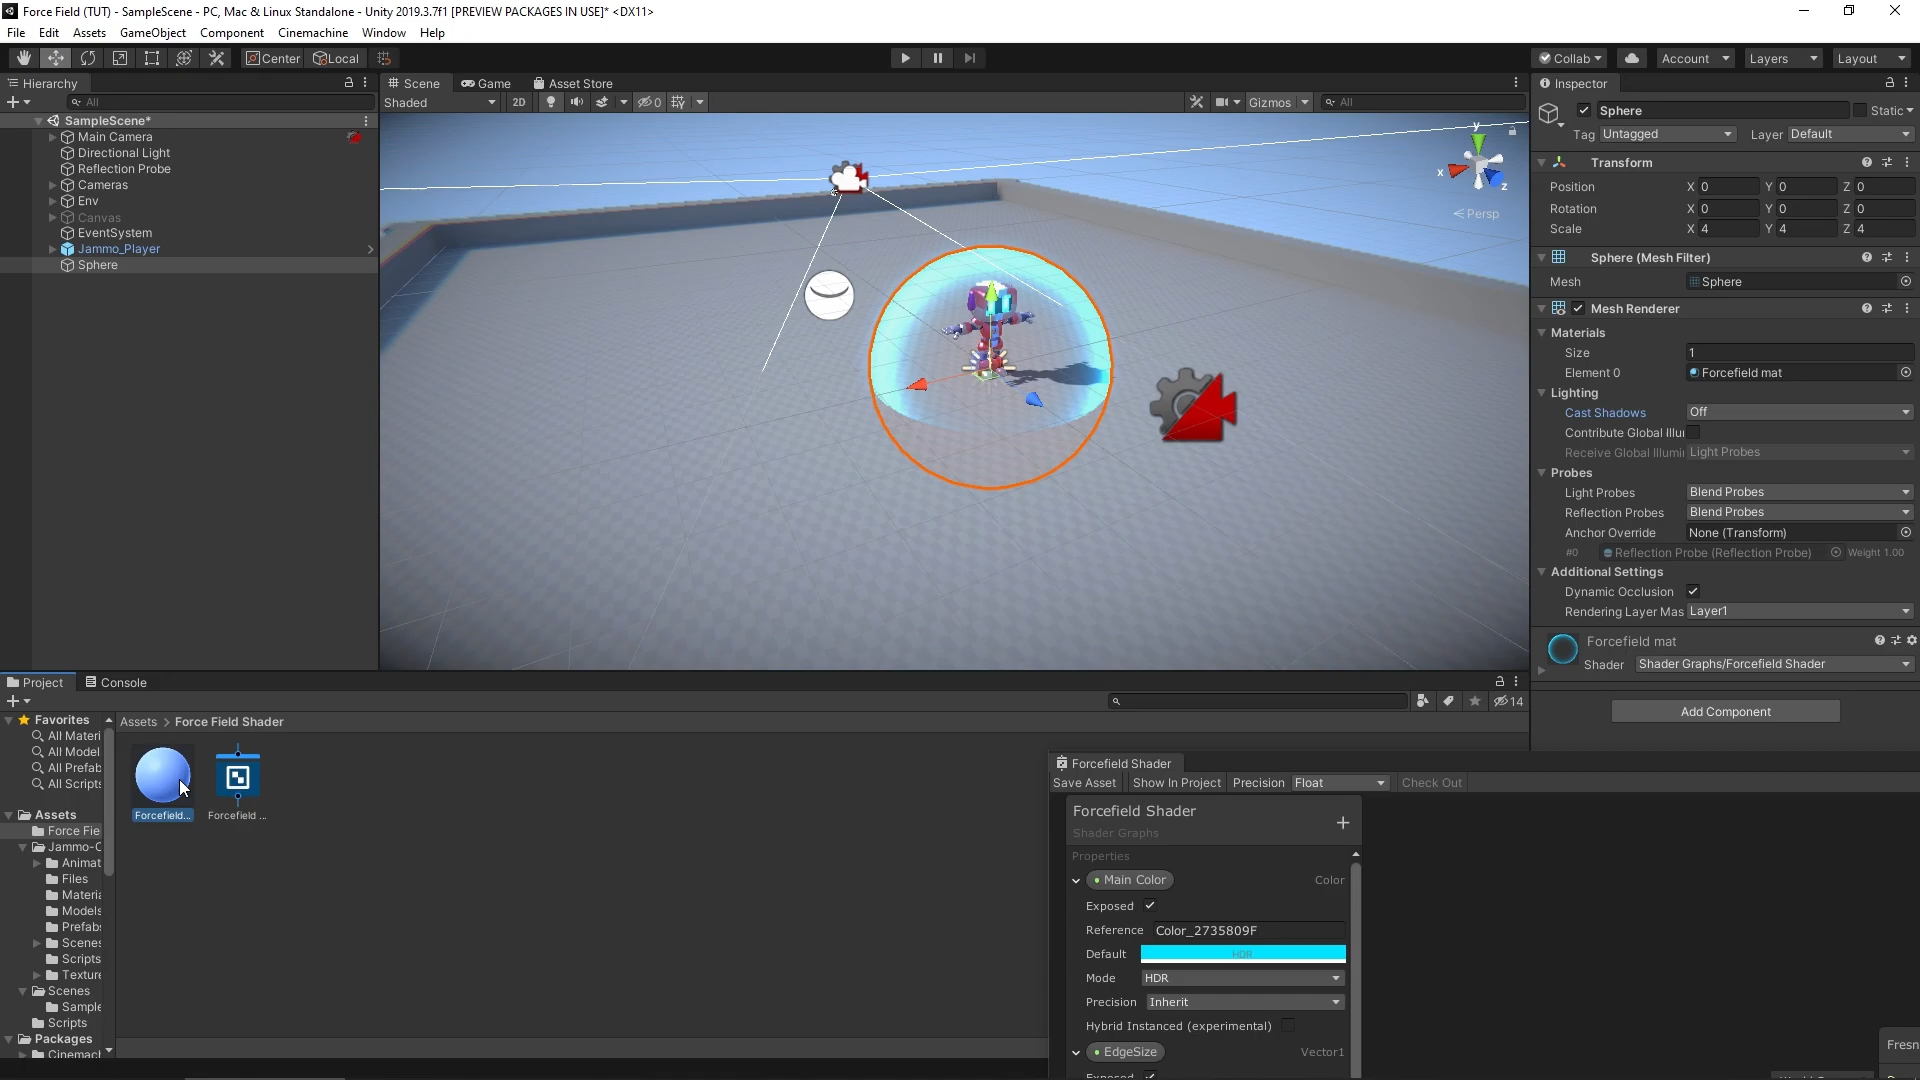 Force Field (TUT) - SampleScene - PC, Mac & Linux Standalone - Unity 2019.3.7f1 [PREVIEW PACKAGES IN USE]* <DX11>
File Edit Assets GameObject Component Cinemachine Window Help
Center Local Collab Account Layers Layout
Hierarchy
All
SampleScene*
Main Camera
Directional Light
Reflection Probe
Cameras
Env
Canvas
EventSystem
Jammo_Player
Sphere
Scene Game Asset Store
Shaded 2D 0 Gizmos All
y
x
z
Persp
Inspector
Sphere Static
Tag Untagged Layer Default
Transform
Position X 0 Y 0 Z 0
Rotation X 0 Y 0 Z 0
Scale X 4 Y 4 Z 4
Sphere (Mesh Filter)
Mesh Sphere
Mesh Renderer
Materials
Size 1
Element 0 Forcefield mat
Lighting
Cast Shadows Off
Contribute Global Illu
Receive Global Illumi Light Probes
Probes
Light Probes Blend Probes
Reflection Probes Blend Probes
Anchor Override None (Transform)
#0 Reflection Probe (Reflection Probe) Weight 1.00
Additional Settings
Dynamic Occlusion
Rendering Layer Mas Layer1
Forcefield mat
Shader Shader Graphs/Forcefield Shader
Add Component
Project Console
14
Favorites
All Materi
All Model
All Prefab
All Scripts
Assets
Force Fie
Jammo-C
Animat
Files
Materia
Models
Prefabs
Scenes
Scripts
Texture
Scenes
Sample
Scripts
Packages
Cinemach
Assets > Force Field Shader
Forcefield... Forcefield ...
Forcefield Shader
Save Asset Show In Project Precision Float Check Out
Forcefield Shader
Shader Graphs
Properties
Main Color Color
Exposed
Reference Color_2735809F
Default HDR
Mode HDR
Precision Inherit
Hybrid Instanced (experimental)
EdgeSize Vector1
Exposed
Fresn